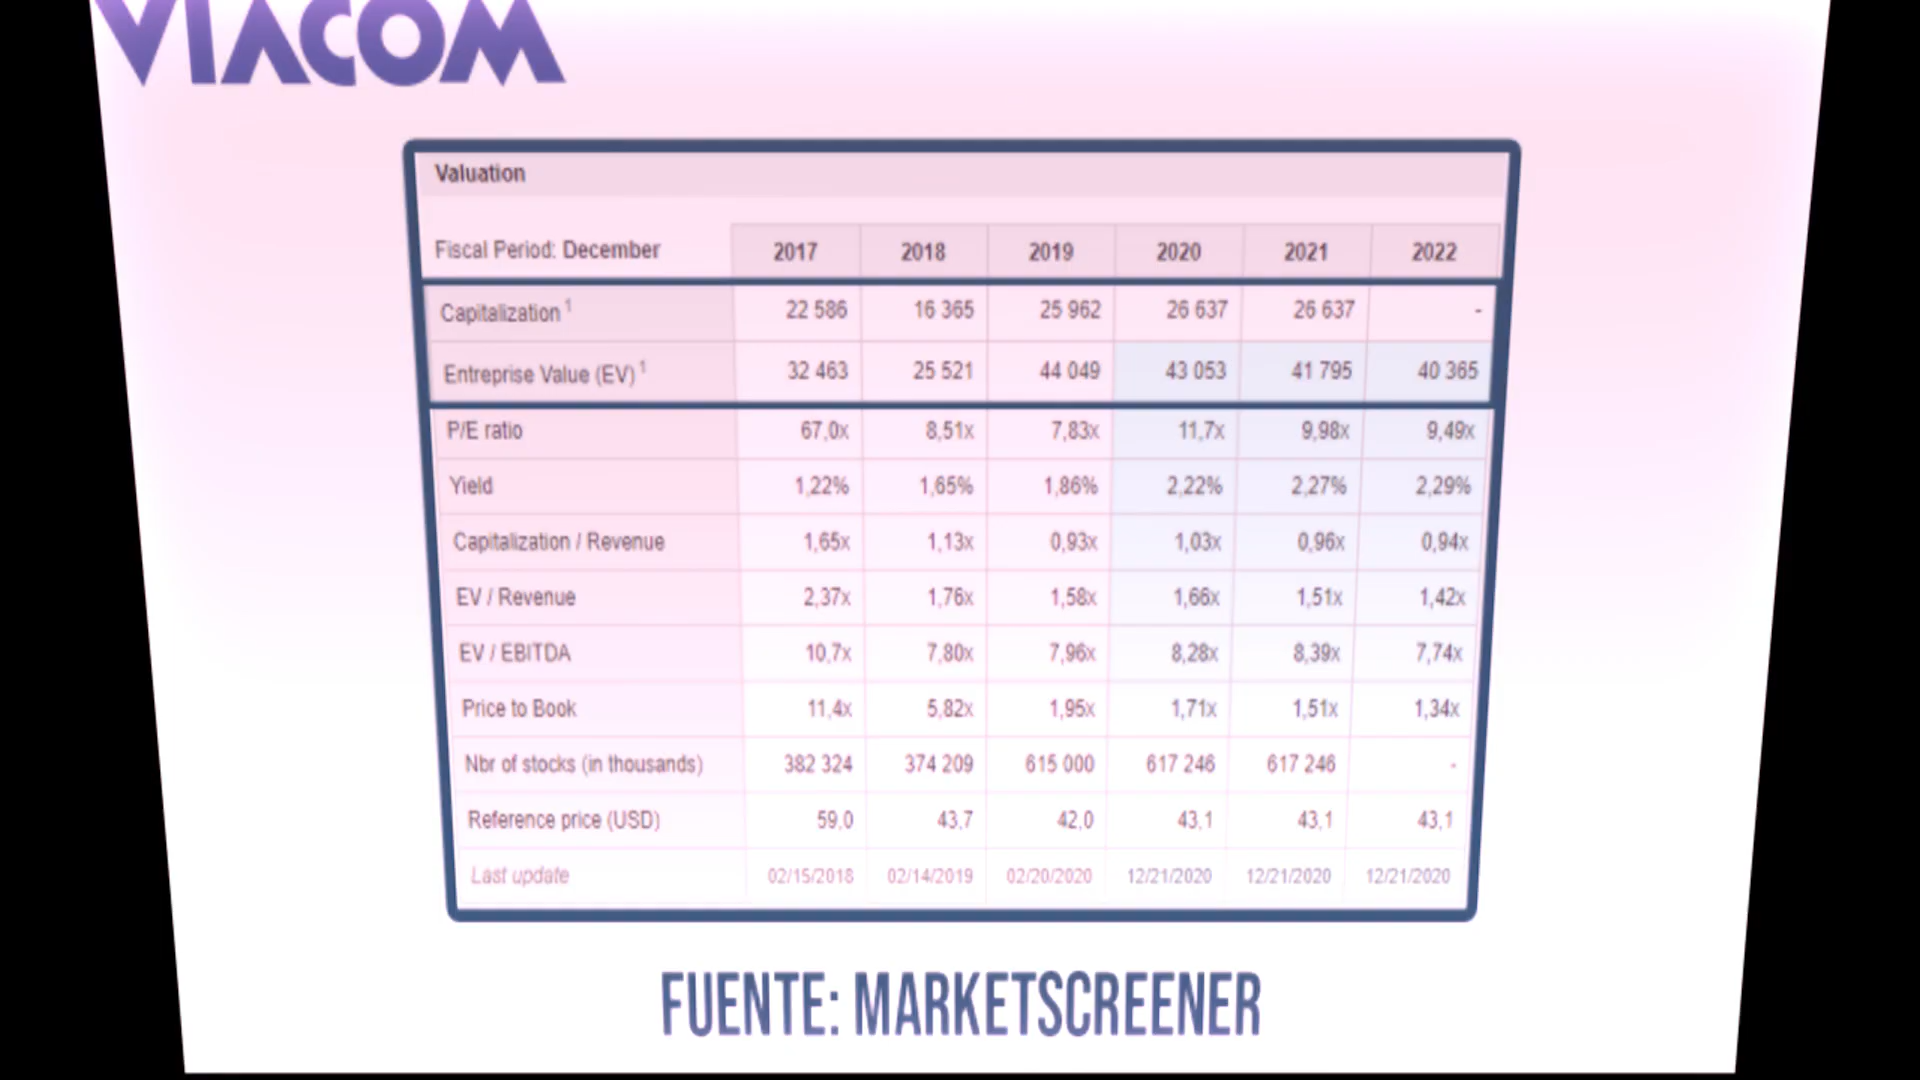 VIACOM
Valuation
Fiscal Period: December 2017 2018 2019 2020 2021 2022
Capitalization 1 22 586 16 365 25 962 26 637 26 637 -
Entreprise Value (EV) 1 32 463 25 521 44 049 43 053 41 795 40 365
P/E ratio 67,0x 8,51x 7,83x 11,7x 9,98x 9,49x
Yield 1,22% 1,65% 1,86% 2,22% 2,27% 2,29%
Capitalization / Revenue 1,65x 1,13x 0,93x 1,03x 0,96x 0,94x
EV / Revenue 2,37x 1,76x 1,58x 1,66x 1,51x 1,42x
EV / EBITDA 10,7x 7,80x 7,96x 8,28x 8,39x 7,74x
Price to Book 11,4x 5,82x 1,95x 1,71x 1,51x 1,34x
Nbr of stocks (in thousands) 382 324 374 209 615 000 617 246 617 246 -
Reference price (USD) 59,0 43,7 42,0 43,1 43,1 43,1
Last update 02/15/2018 02/14/2019 02/20/2020 12/21/2020 12/21/2020 12/21/2020
FUENTE: MARKETSCREENER